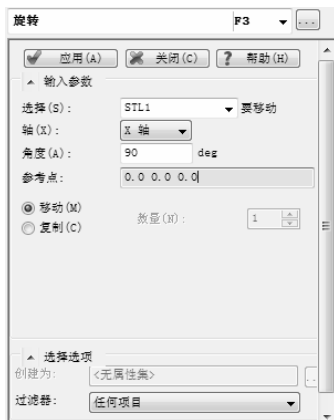 旋转 F3 ...
应用(A) 关闭(C) ? 帮助(H)
输入参数
选择(S): STL1 要移动
轴(X): X 轴
角度(A): 90 deg
参考点: 0.0 0.0 0.0
移动(M) 数量(N): 1
复制(C)
选择选项
创建为: <无属性集> ..
过滤器: 任何项目